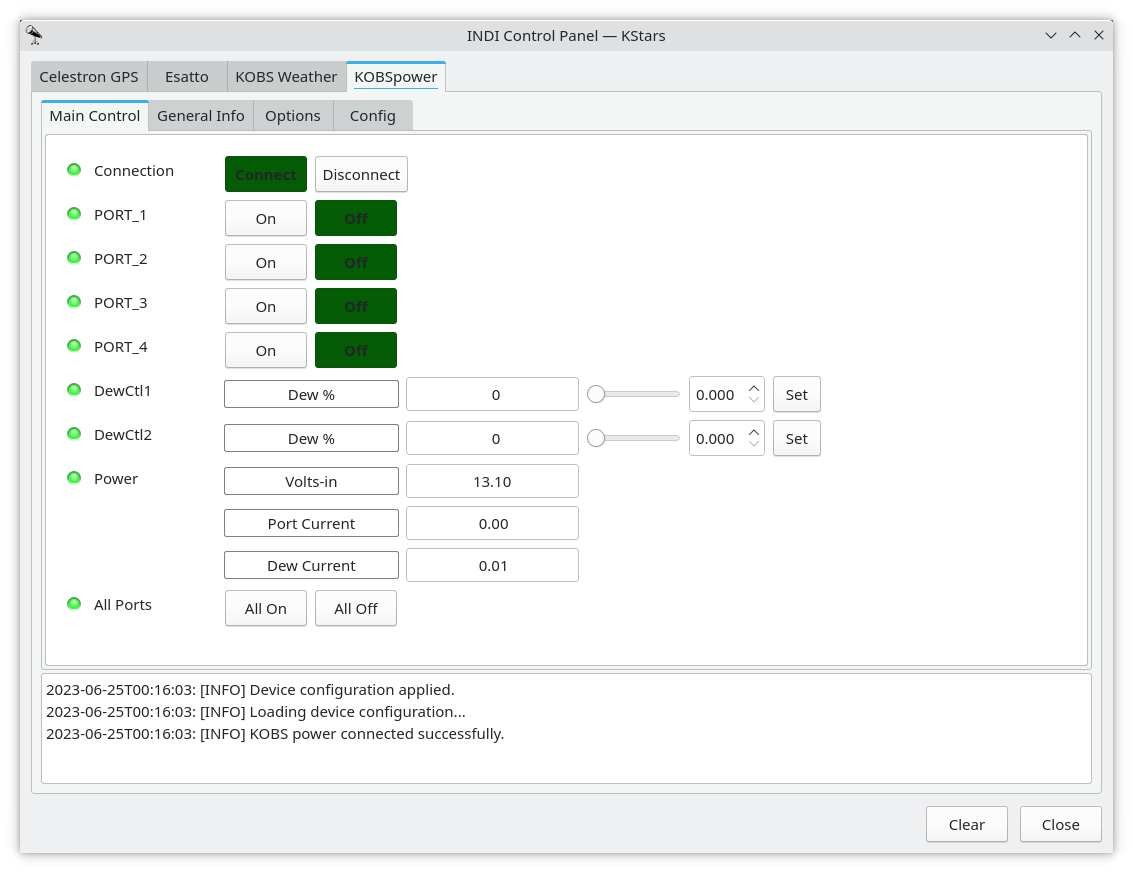 INDI Control Panel — KStars
Celestron GPS Esatto KOBS Weather KOBSpower
Main Control General Info Options Config
Connection Connect Disconnect
PORT_1 On Off
PORT_2 On Off
PORT_3 On Off
PORT_4 On Off
DewCtl1 Dew % 0 0.000 Set
DewCtl2 Dew % 0 0.000 Set
Power Volts-in 13.10
Port Current 0.00
Dew Current 0.01
All Ports All On All Off
2023-06-25T00:16:03: [INFO] Device configuration applied.
2023-06-25T00:16:03: [INFO] Loading device configuration...
2023-06-25T00:16:03: [INFO] KOBS power connected successfully.
Clear Close